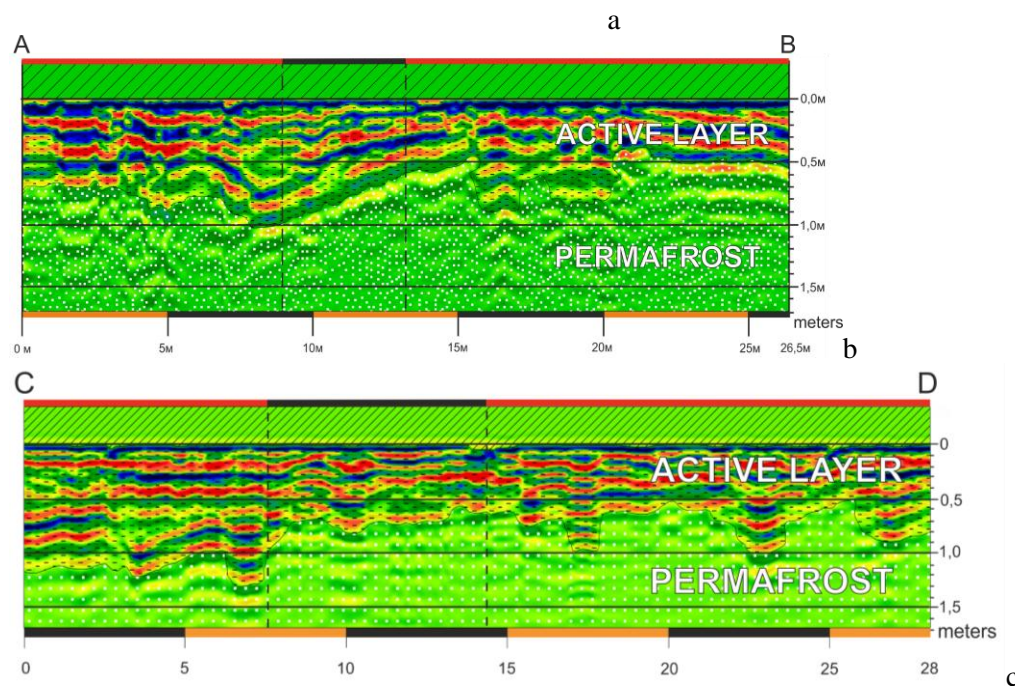 a
A B
0,0м
ACTIVE LAYER
0,5м
1,0м
PERMAFROST
1,5м
meters
0 м 5м 10м 15м 20м 25м 26,5м
b
C D
0
ACTIVE LAYER
0,5
1,0
PERMAFROST
1,5
meters
0 5 10 15 20 25 28
c